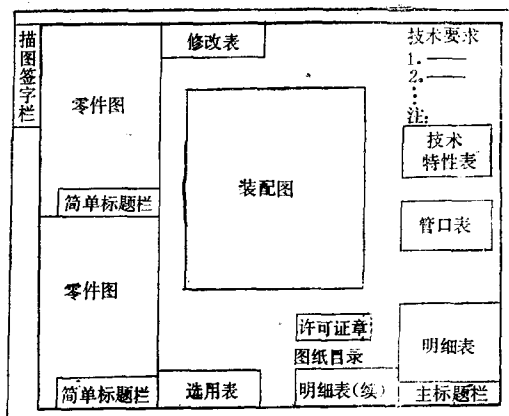 描图签字栏
修改表
技术要求
1.——
2.——
⋮
注:
零件图
技术
特性表
装配图
简单标题栏
管口表
零件图
许可证章
图纸目录
明细表
简单标题栏
选用表
明细表(续)
主标题栏